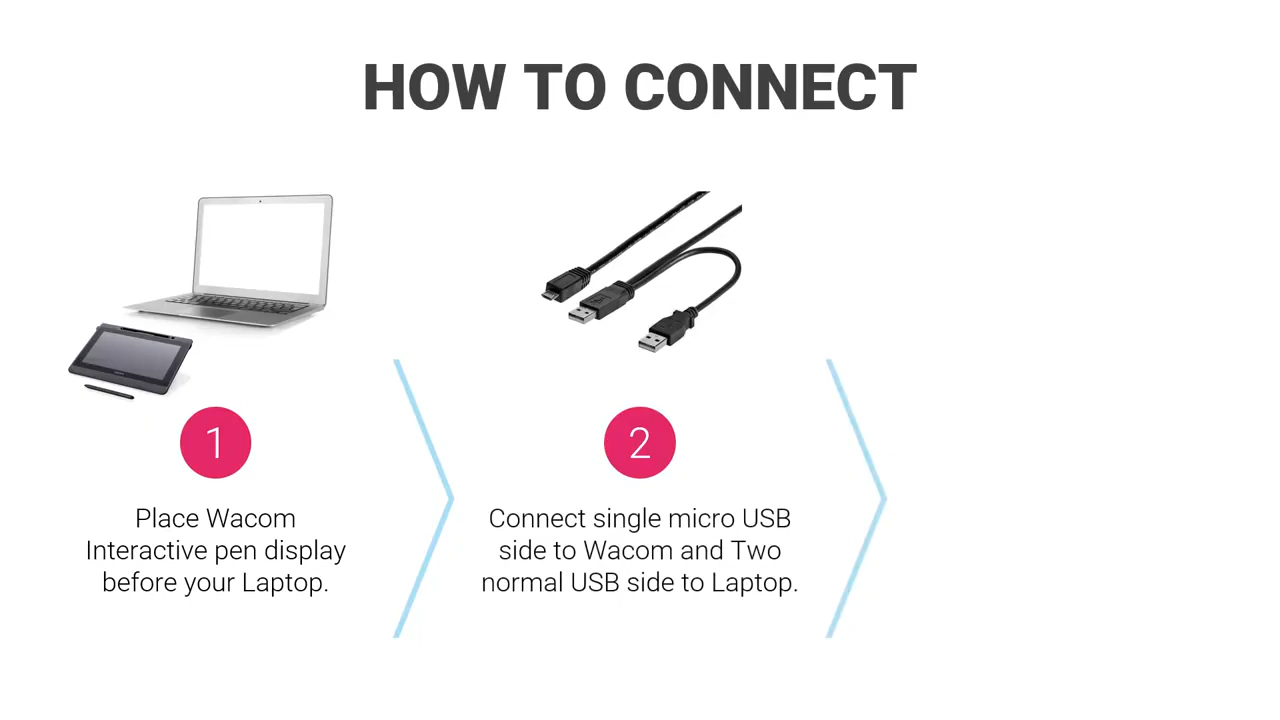 HOW TO CONNECT
1
Place Wacom
Interactive pen display
before your Laptop.
2
Connect single micro USB
side to Wacom and Two
normal USB side to Laptop.